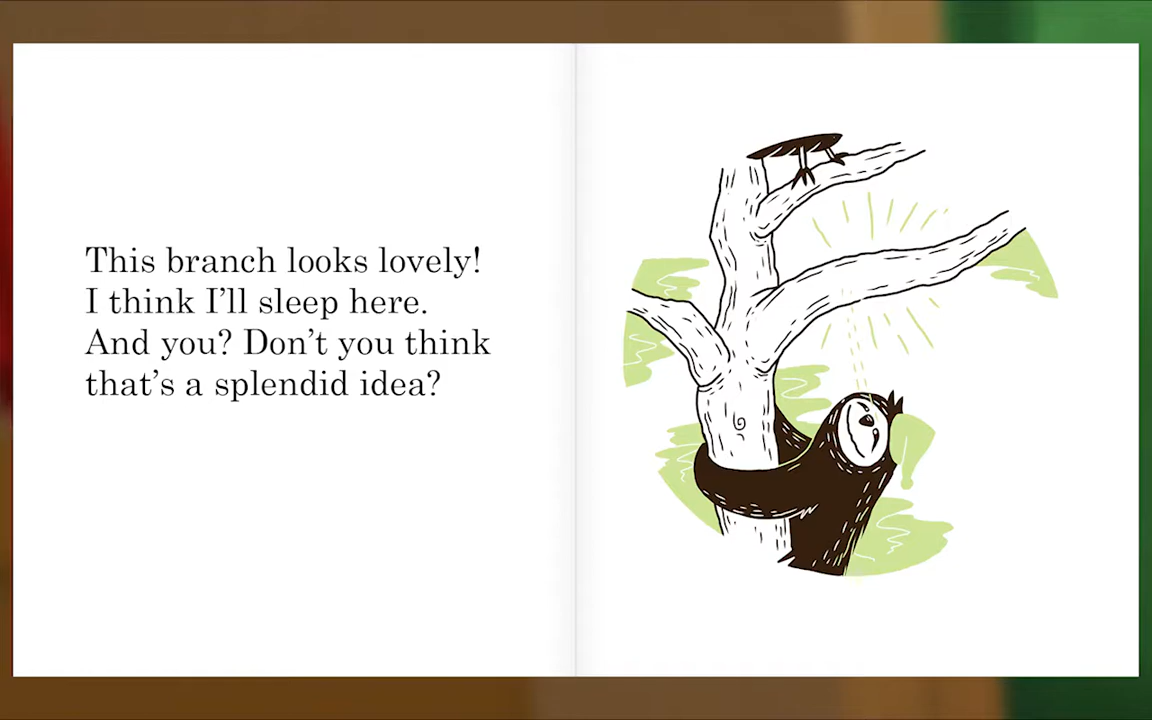 This branch looks lovely!
I think I'll sleep here.
And you? Don't you think
that's a splendid idea?